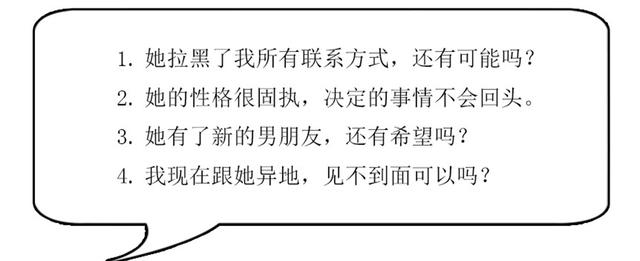 1. 她拉黑了我所有联系方式，还有可能吗？
2. 她的性格很固执，决定的事情不会回头。
3. 她有了新的男朋友，还有希望吗？
4. 我现在跟她异地，见不到面可以吗？